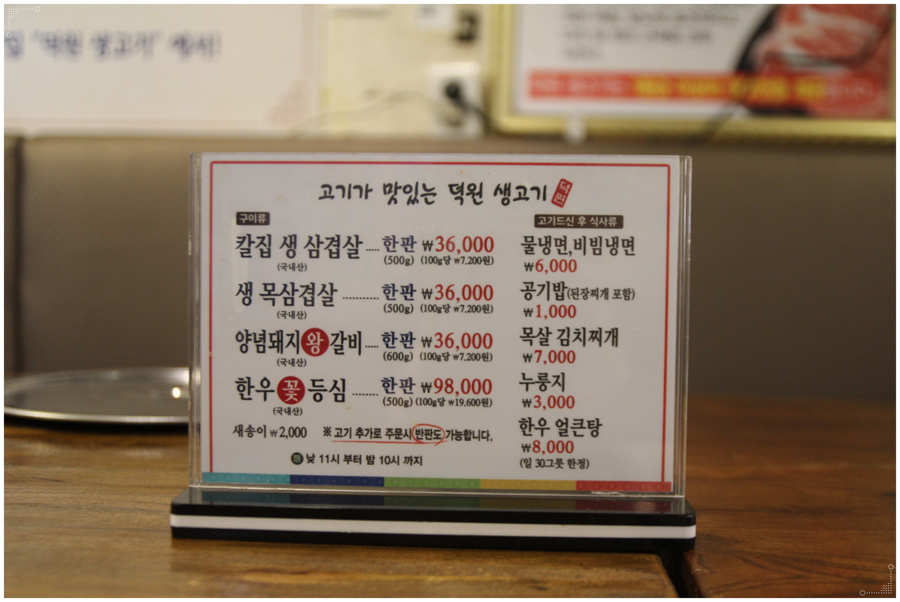 "덕원 생고기" 에서!
고기가 맛있는 덕원 생고기 덕원
구이류
칼집 생 삼겹살 ..... 한판 ₩36,000
(국내산) (500g) (100g당 ₩7,200원)
생 목삼겹살 ........... 한판 ₩36,000
(국내산) (500g) (100g당 ₩7,200원)
양념돼지 왕 갈비 ..... 한판 ₩36,000
(국내산) (600g) (100g당 ₩7,200원)
한우 꽃 등심 ......... 한판 ₩98,000
(국내산) (500g) (100g당 ₩19,600원)
새송이 ₩2,000 ※ 고기 추가로 주문시 반판도 가능합니다.
낮 11시 부터 밤 10시 까지
고기드신 후 식사류
물냉면,비빔냉면
₩6,000
공기밥(된장찌개 포함)
₩1,000
목살 김치찌개
₩7,000
누룽지
₩3,000
한우 얼큰탕
₩8,000
(일 30그릇 한정)